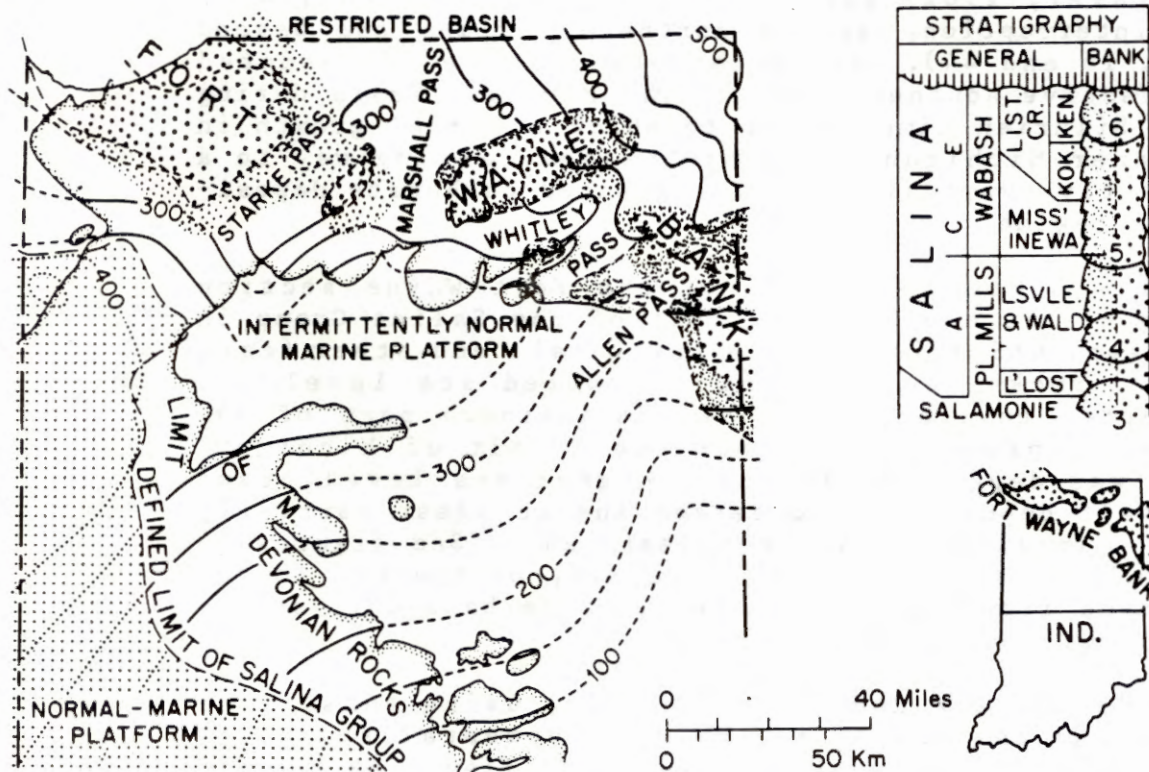 RESTRICTED BASIN
FORT
WAYNE
BANK
STARKE PASS
MARSHALL PASS
WHITLEY
PASS
ALLEN PASS
500
400
300
300
300
400
INTERMITTENTLY NORMAL
MARINE PLATFORM
LIMIT
OF
M.
DEVONIAN
ROCKS
300
200
100
DEFINED LIMIT OF SALINA GROUP
NORMAL-MARINE
PLATFORM
0 40 Miles
0 50 Km
STRATIGRAPHY
GENERAL BANK
SALINA
ACE
WABASH
LIST. CR.
KOK.
KEN.
MISS'
INEWA
PL. MILLS
LSVLE.
& WALD.
L'LOST
SALAMONIE
6
5
4
3
FORT WAYNE BANK
IND.